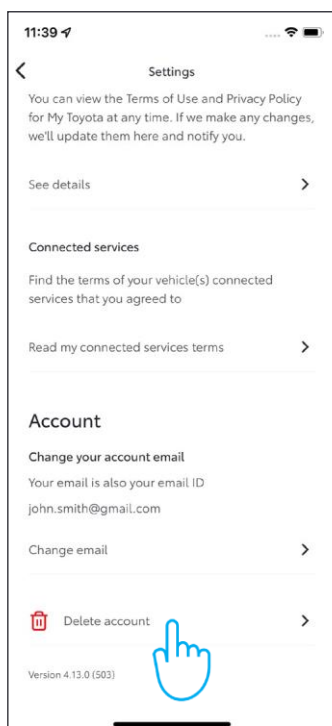 11:39
Settings
You can view the Terms of Use and Privacy Policy
for My Toyota at any time. If we make any changes,
we'll update them here and notify you.
See details
Connected services
Find the terms of your vehicle(s) connected
services that you agreed to
Read my connected services terms
Account
Change your account email
Your email is also your email ID
john.smith@gmail.com
Change email
Delete account
Version 4.13.0 (503)